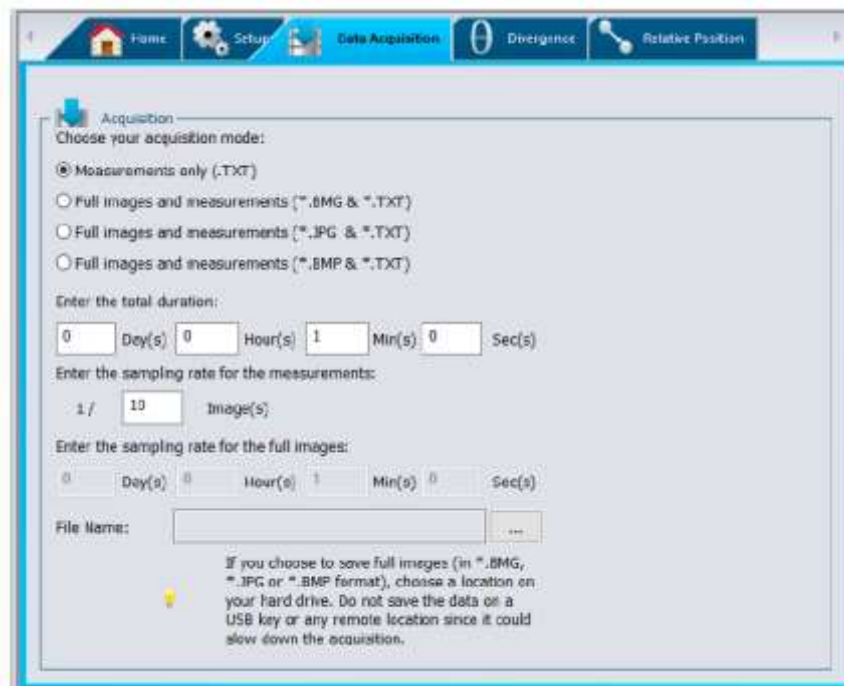 Home Setup Data Acquisition Divergence Relative Position
Acquisition
Choose your acquisition mode:
Measurements only (.TXT)
Full images and measurements (*.BMG & *.TXT)
Full images and measurements (*.JPG & *.TXT)
Full images and measurements (*.BMP & *.TXT)
Enter the total duration:
0 Day(s) 0 Hour(s) 1 Min(s) 0 Sec(s)
Enter the sampling rate for the measurements:
1 / 10 Image(s)
Enter the sampling rate for the full images:
0 Day(s) 0 Hour(s) 1 Min(s) 0 Sec(s)
File Name: ...
If you choose to save full images (in *.BMG,
*.JPG or *.BMP format), choose a location on
your hard drive. Do not save the data on a
USB key or any remote location since it could
slow down the acquisition.